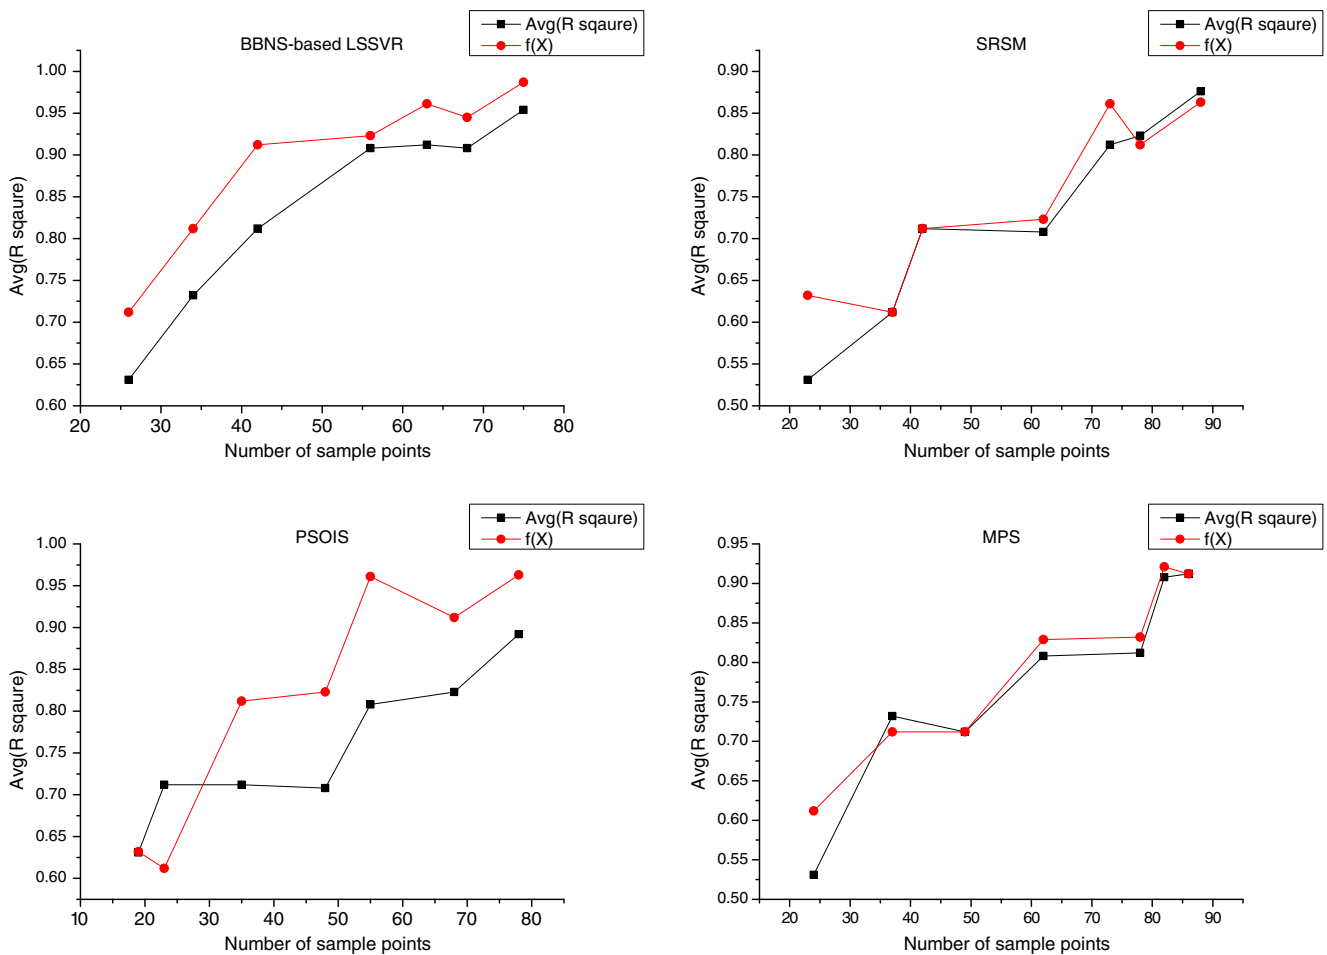 BBNS-based LSSVR
Avg(R sqaure)
f(X)
1.00
0.95
0.90
0.85
0.80
0.75
0.70
0.65
0.60
Avg(R sqaure)
20 30 40 50 60 70 80
Number of sample points
SRSM
Avg(R sqaure)
f(X)
0.90
0.85
0.80
0.75
0.70
0.65
0.60
0.55
0.50
Avg(R sqaure)
20 30 40 50 60 70 80 90
Number of sample points
PSOIS
Avg(R sqaure)
f(X)
1.00
0.95
0.90
0.85
0.80
0.75
0.70
0.65
0.60
Avg(R sqaure)
10 20 30 40 50 60 70 80
Number of sample points
MPS
Avg(R sqaure)
f(X)
0.95
0.90
0.85
0.80
0.75
0.70
0.65
0.60
0.55
0.50
Avg(R sqaure)
20 30 40 50 60 70 80 90
Number of sample points